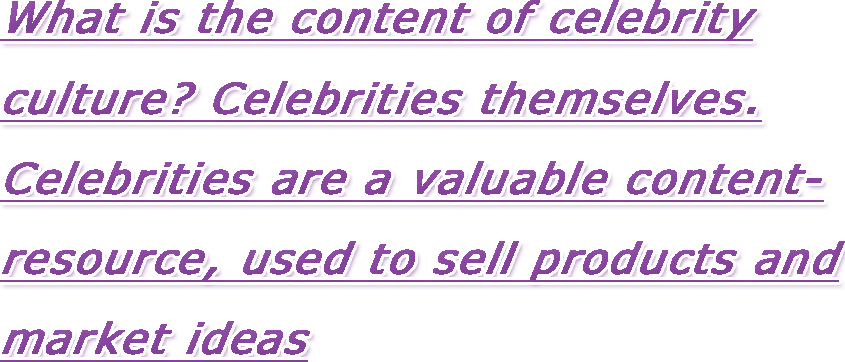 What is the content of celebrity
culture? Celebrities themselves.
Celebrities are a valuable content-
resource, used to sell products and
market ideas